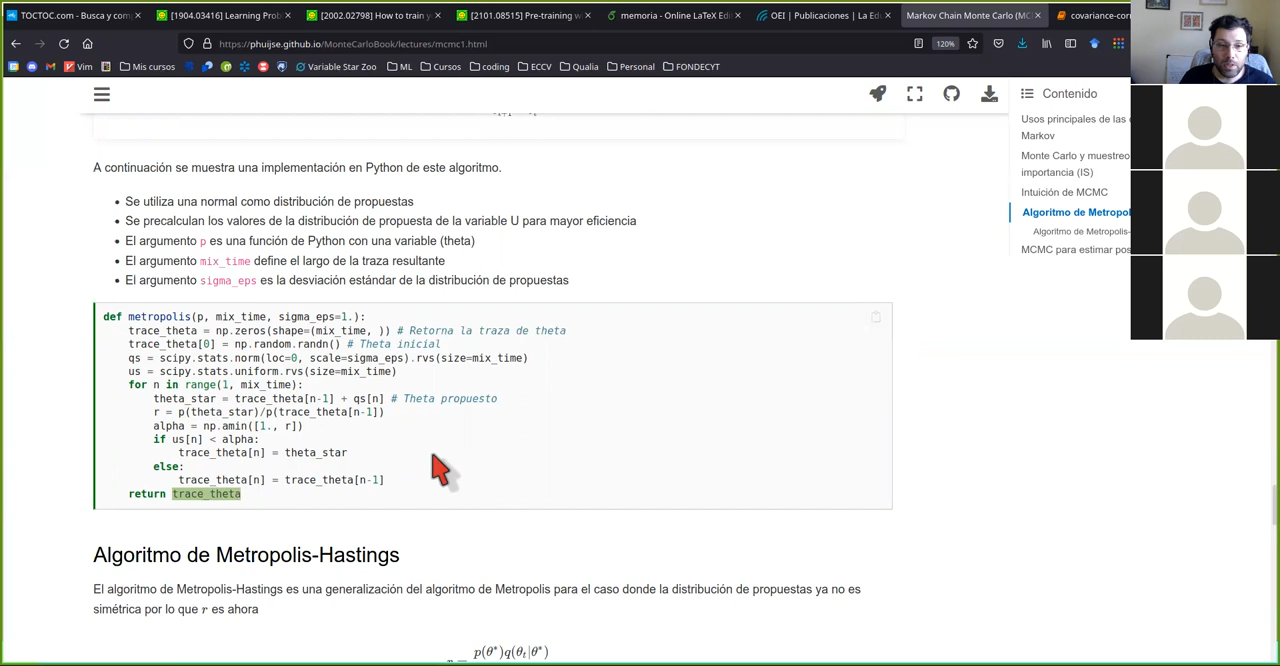 TOCTOC.com - Busca y comp
[1904.03416] Learning Prob
[2002.02798] How to train y
[2101.08515] Pre-training w
memoria - Online LaTeX Edit
OEI | Publicaciones | La Edu
Markov Chain Monte Carlo (MC
covariance-corr
https://phuijse.github.io/MonteCarloBook/lectures/mcmc1.html
120%
Vim
Mis cursos
Variable Star Zoo
ML
Cursos
coding
ECCV
Qualia
Personal
FONDECYT
Contenido
Usos principales de las
Markov
Monte Carlo y muestreo
importancia (IS)
Intuición de MCMC
Algoritmo de Metropol
Algoritmo de Metropolis-
MCMC para estimar pos
A continuación se muestra una implementación en Python de este algoritmo.
• Se utiliza una normal como distribución de propuestas
• Se precalculan los valores de la distribución de propuesta de la variable U para mayor eficiencia
• El argumento p es una función de Python con una variable (theta)
• El argumento mix_time define el largo de la traza resultante
• El argumento sigma_eps es la desviación estándar de la distribución de propuestas
def metropolis(p, mix_time, sigma_eps=1.):
    trace_theta = np.zeros(shape=(mix_time, )) # Retorna la traza de theta
    trace_theta[0] = np.random.randn() # Theta inicial
    qs = scipy.stats.norm(loc=0, scale=sigma_eps).rvs(size=mix_time)
    us = scipy.stats.uniform.rvs(size=mix_time)
    for n in range(1, mix_time):
        theta_star = trace_theta[n-1] + qs[n] # Theta propuesto
        r = p(theta_star)/p(trace_theta[n-1])
        alpha = np.amin([1., r])
        if us[n] < alpha:
            trace_theta[n] = theta_star
        else:
            trace_theta[n] = trace_theta[n-1]
    return trace_theta
Algoritmo de Metropolis-Hastings
El algoritmo de Metropolis-Hastings es una generalización del algoritmo de Metropolis para el caso donde la distribución de propuestas ya no es
simétrica por lo que r es ahora
p(θ*)q(θt|θ*)